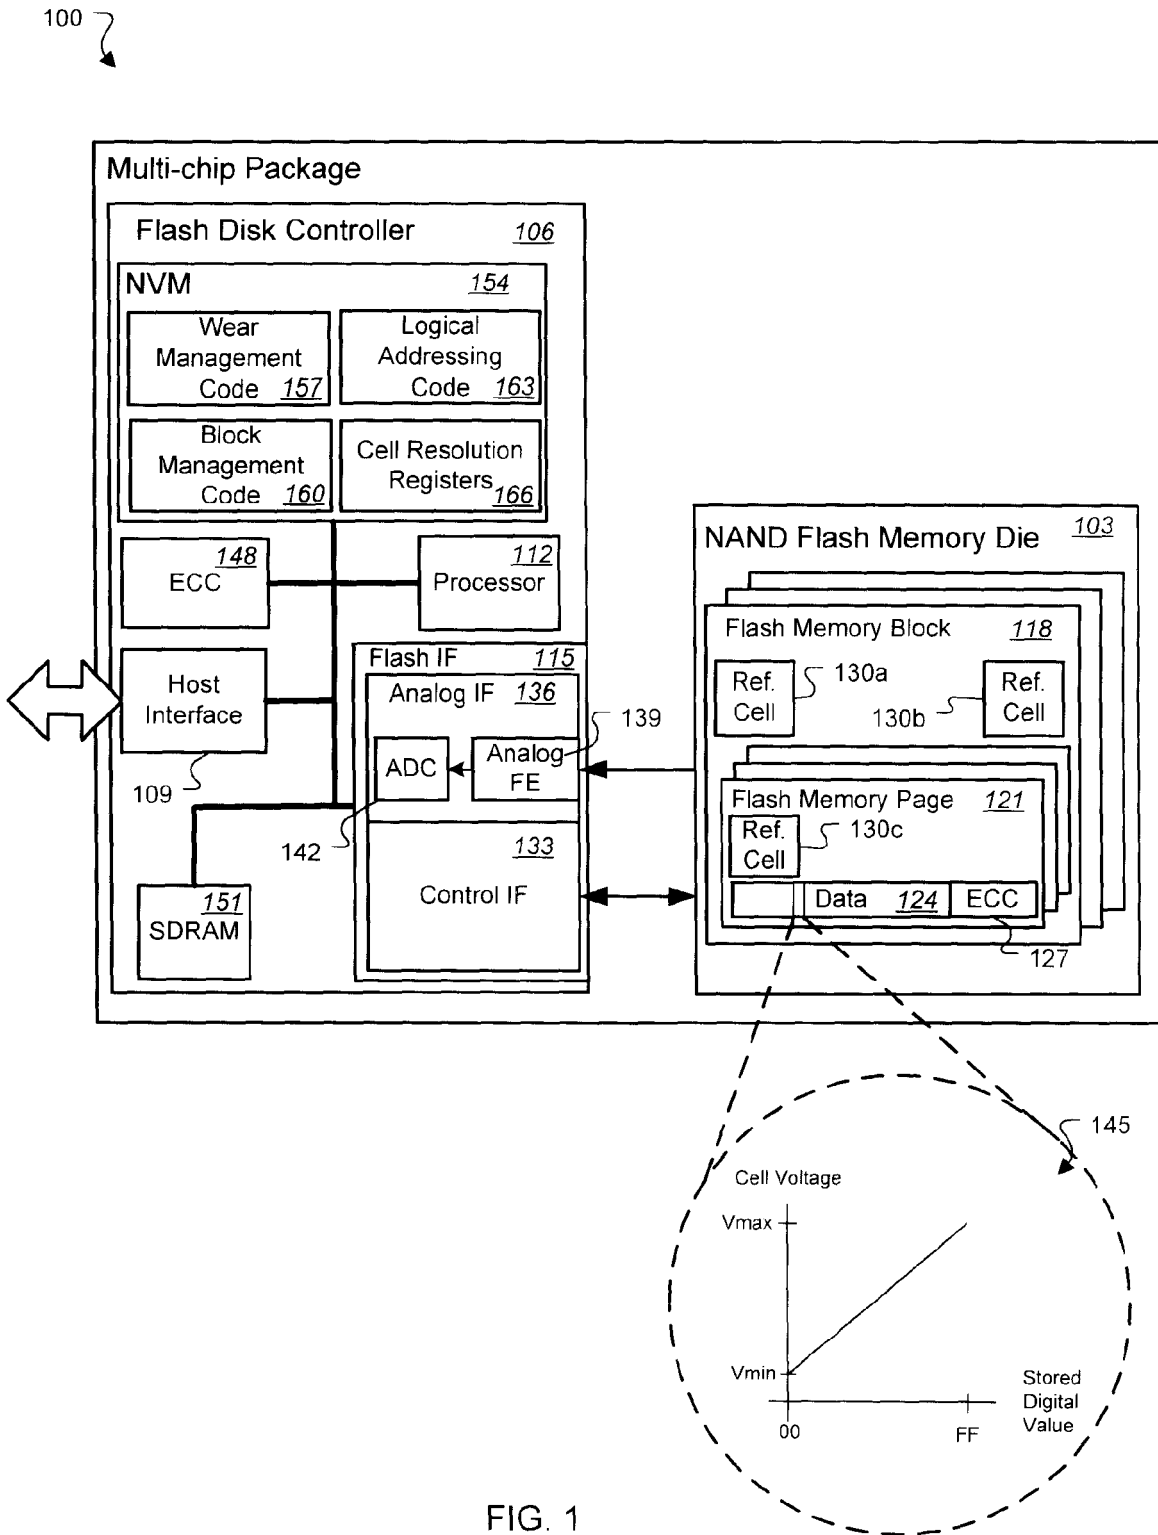 100
Multi-chip Package
Flash Disk Controller 106
NVM 154
Wear
Management
Code 157
Logical
Addressing
Code 163
Block
Management
Code 160
Cell Resolution
Registers 166
148
ECC
112
Processor
Host
Interface
109
Flash IF 115
Analog IF 136
139
ADC
Analog
FE
142
133
Control IF
151
SDRAM
NAND Flash Memory Die 103
Flash Memory Block 118
Ref.
Cell
130a
130b
Ref.
Cell
Flash Memory Page 121
Ref.
Cell
130c
Data 124 ECC
127
145
Cell Voltage
Vmax
Vmin
00
FF
Stored
Digital
Value
FIG. 1